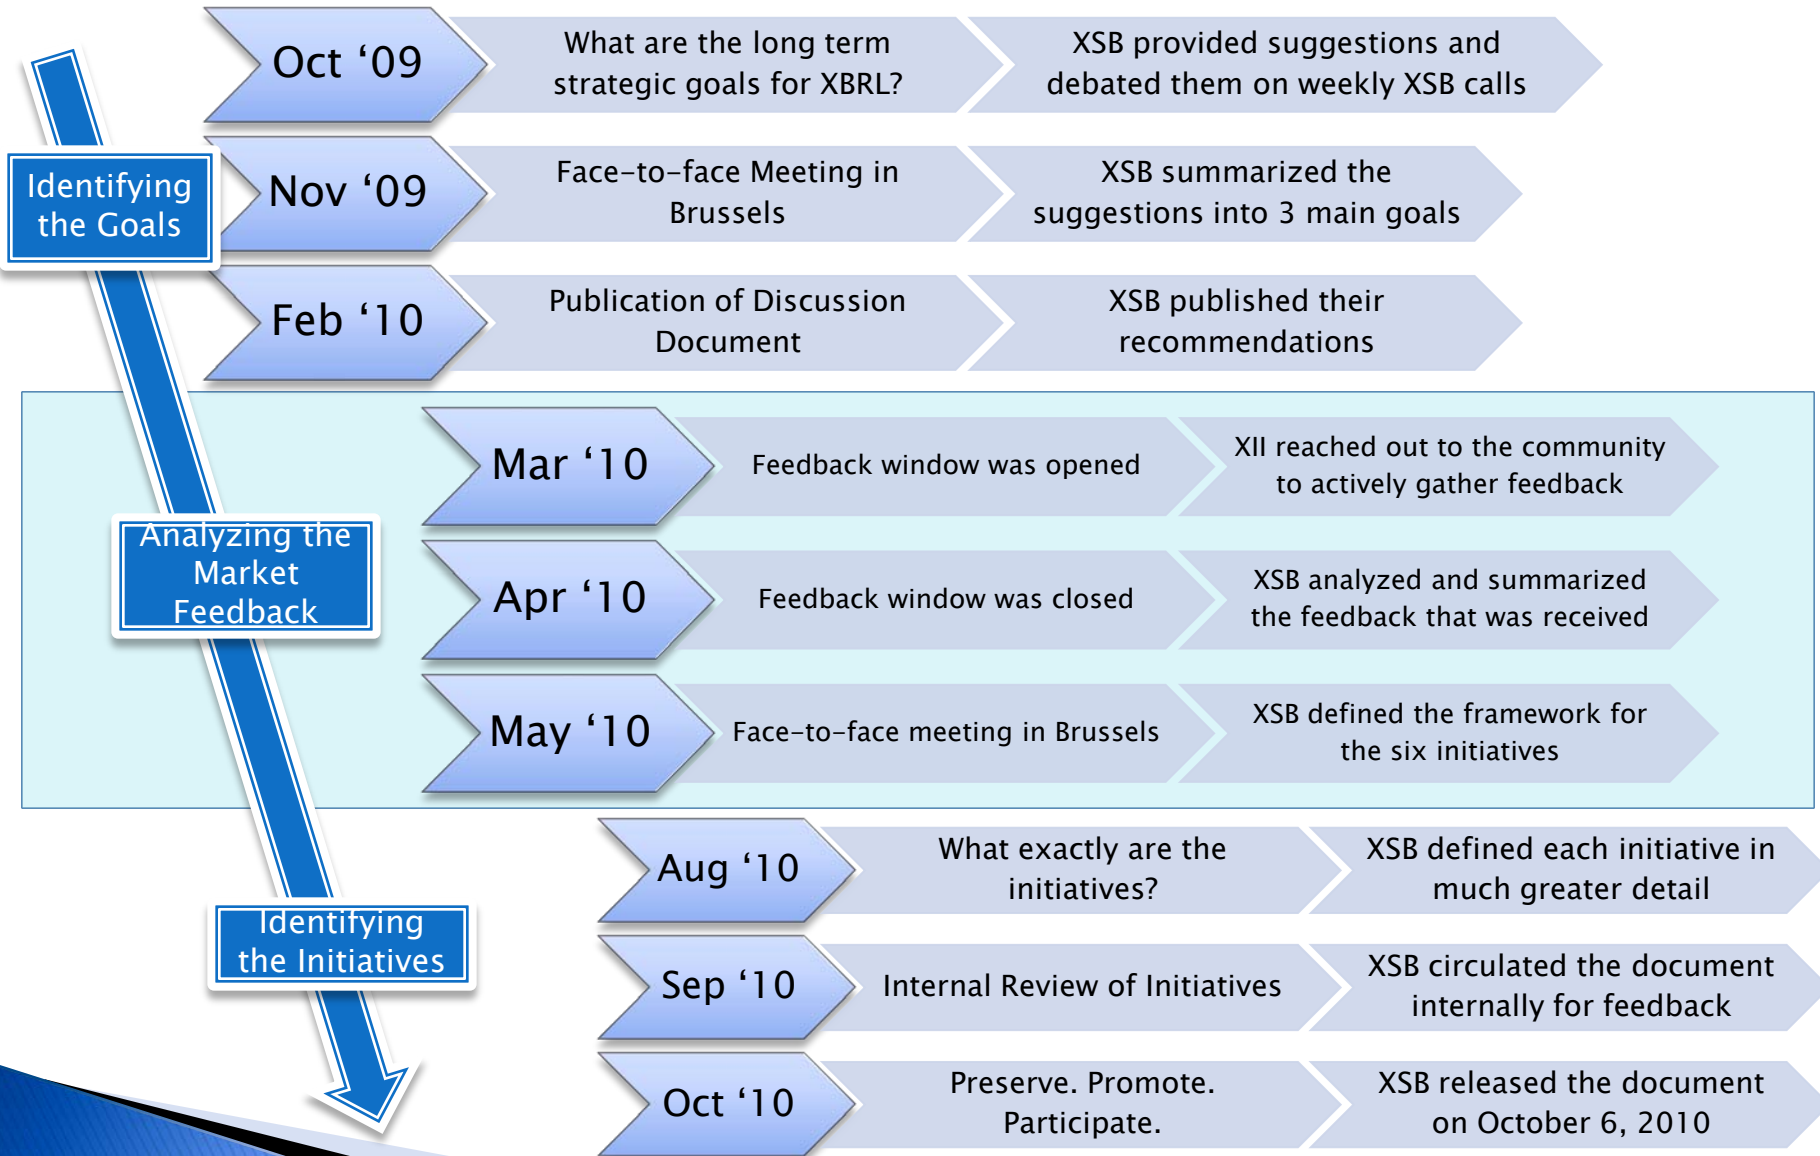 Oct ‘09
What are the long term
strategic goals for XBRL?
XSB provided suggestions and
debated them on weekly XSB calls
Identifying
the Goals
Nov ‘09
Face-to-face Meeting in
Brussels
XSB summarized the
suggestions into 3 main goals
Feb ‘10
Publication of Discussion
Document
XSB published their
recommendations
Mar ‘10
Feedback window was opened
XII reached out to the community
to actively gather feedback
Analyzing the
Market
Feedback
Apr ‘10
Feedback window was closed
XSB analyzed and summarized
the feedback that was received
May ‘10
Face-to-face meeting in Brussels
XSB defined the framework for
the six initiatives
Aug ‘10
What exactly are the
initiatives?
XSB defined each initiative in
much greater detail
Identifying
the Initiatives
Sep ‘10
Internal Review of Initiatives
XSB circulated the document
internally for feedback
Oct ‘10
Preserve. Promote.
Participate.
XSB released the document
on October 6, 2010